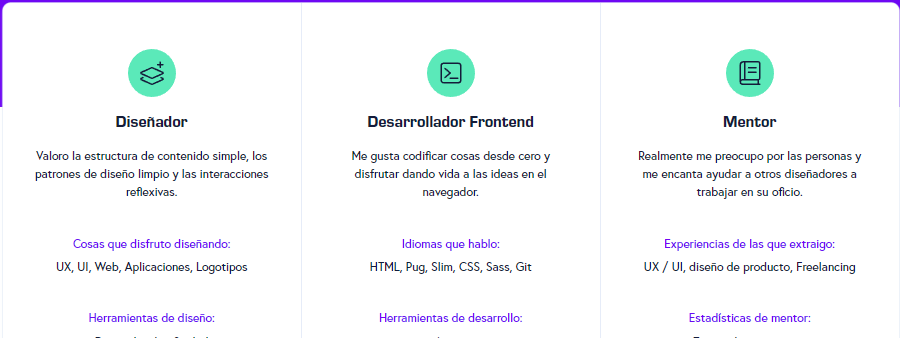 Diseñador
Valoro la estructura de contenido simple, los
patrones de diseño limpio y las interacciones
reflexivas.
Cosas que disfruto diseñando:
UX, UI, Web, Aplicaciones, Logotipos
Herramientas de diseño:
Desarrollador Frontend
Me gusta codificar cosas desde cero y
disfrutar dando vida a las ideas en el
navegador.
Idiomas que hablo:
HTML, Pug, Slim, CSS, Sass, Git
Herramientas de desarrollo:
Mentor
Realmente me preocupo por las personas y
me encanta ayudar a otros diseñadores a
trabajar en su oficio.
Experiencias de las que extraigo:
UX / UI, diseño de producto, Freelancing
Estadísticas de mentor: